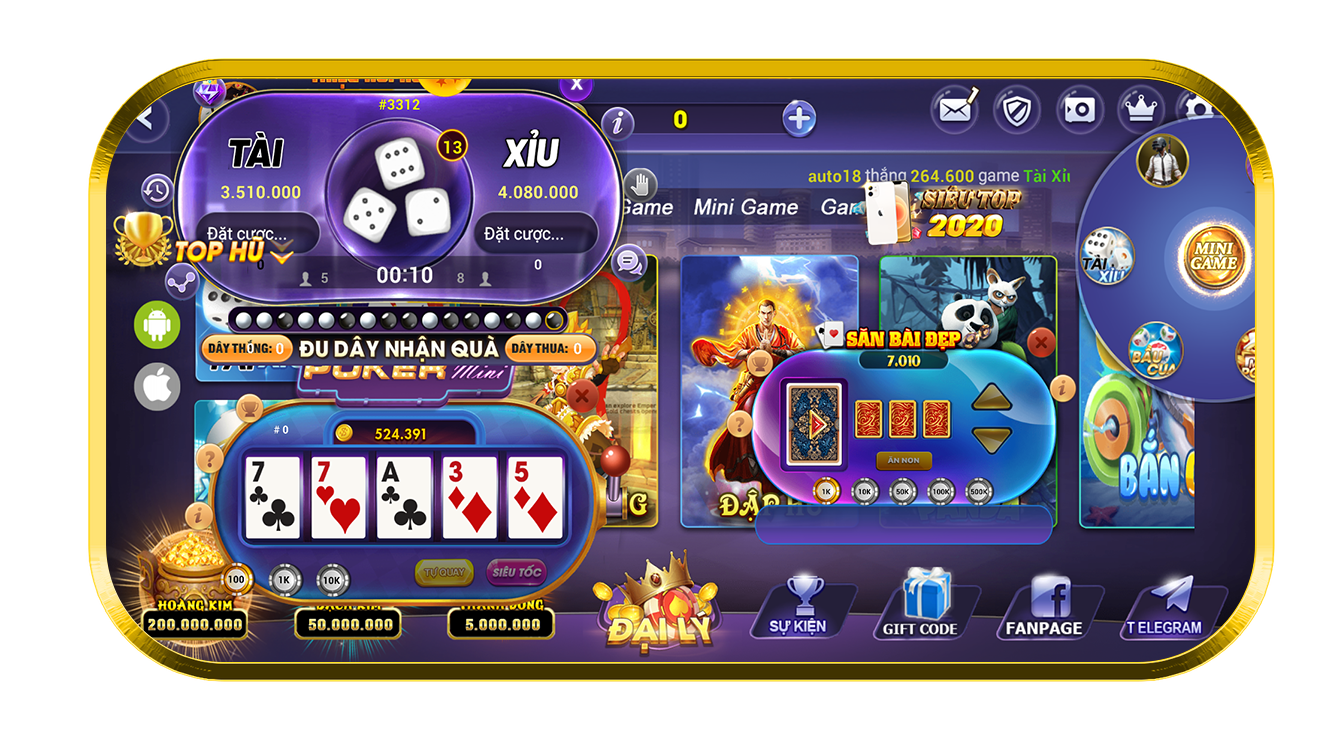 #3312
X
TÀI
XỈU
13
3.510.000
4.080.000
Đặt cược...
Đặt cược...
0
0
5
00:10
8
i
0
auto18 thắng 264.600 game Tài Xỉu
Mini Game
SIÊU TOP
2020
TOP HŨ
MINI
GAME
TÀI
XỈU
BẦU
CUA
DÂY THẮNG: 0
ĐU DÂY NHẬN QUÀ
DÂY THUA: 0
POKER Mini
# 0
524.391
7
7
A
3
5
?
i
100
1K
10K
TỰ QUAY
SIÊU TỐC
SĂN BÀI ĐẸP
7.010
?
i
ĂN NON
1K
10K
50K
100K
500K
BẮN
HOÀNG KIM
200.000.000
50.000.000
5.000.000
ĐẠI LÝ
SỰ KIỆN
GIFT CODE
FANPAGE
TELEGRAM